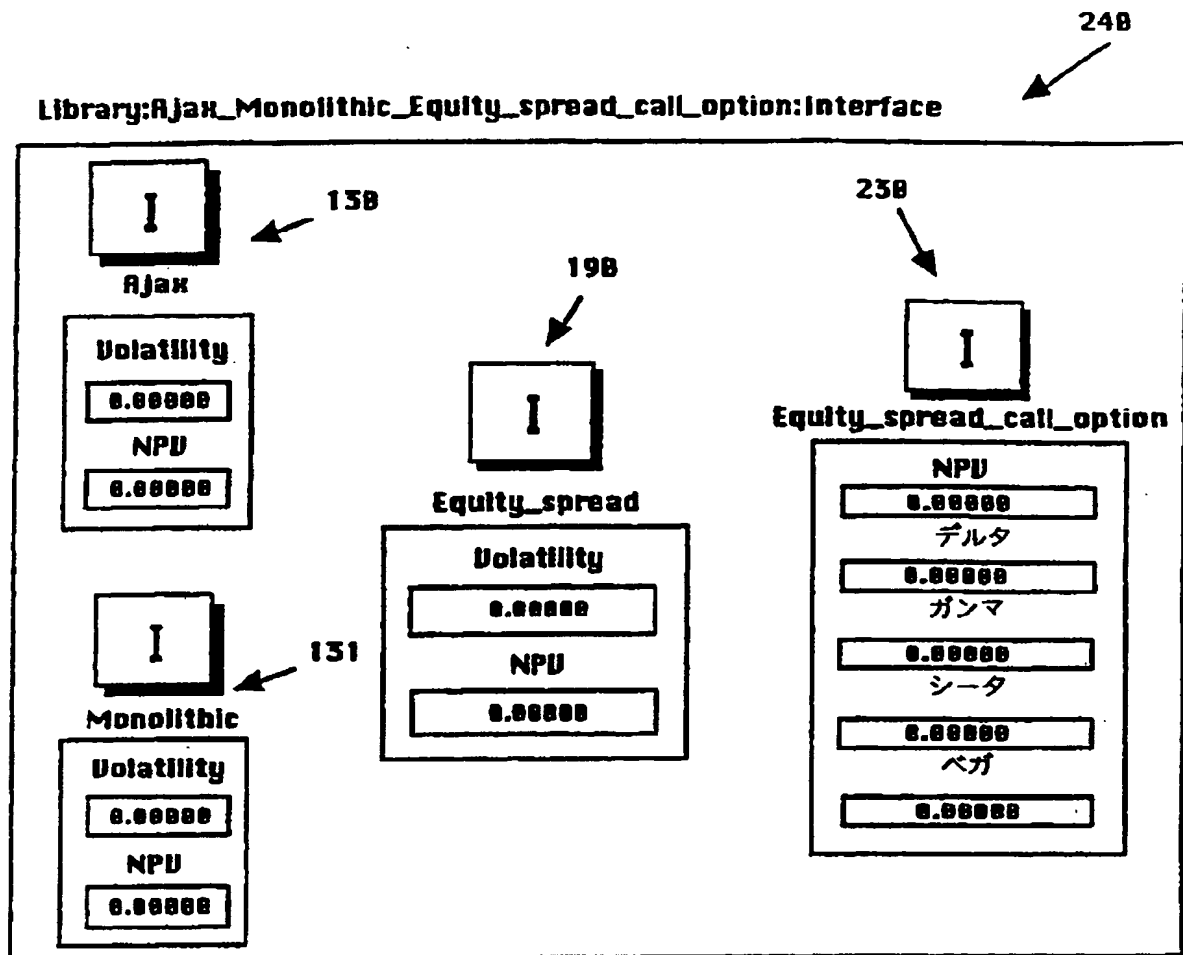 240
Library:Ajax_Monolithic_Equity_spread_call_option:Interface
I
130
Ajax
Volatility
0.00000
NPV
0.00000
I
131
Monolithic
Volatility
0.00000
NPV
0.00000
190
I
Equity_spread
Volatility
0.00000
NPV
0.00000
230
I
Equity_spread_call_option
NPV
0.00000
デルタ
0.00000
ガンマ
0.00000
シータ
0.00000
ベガ
0.00000